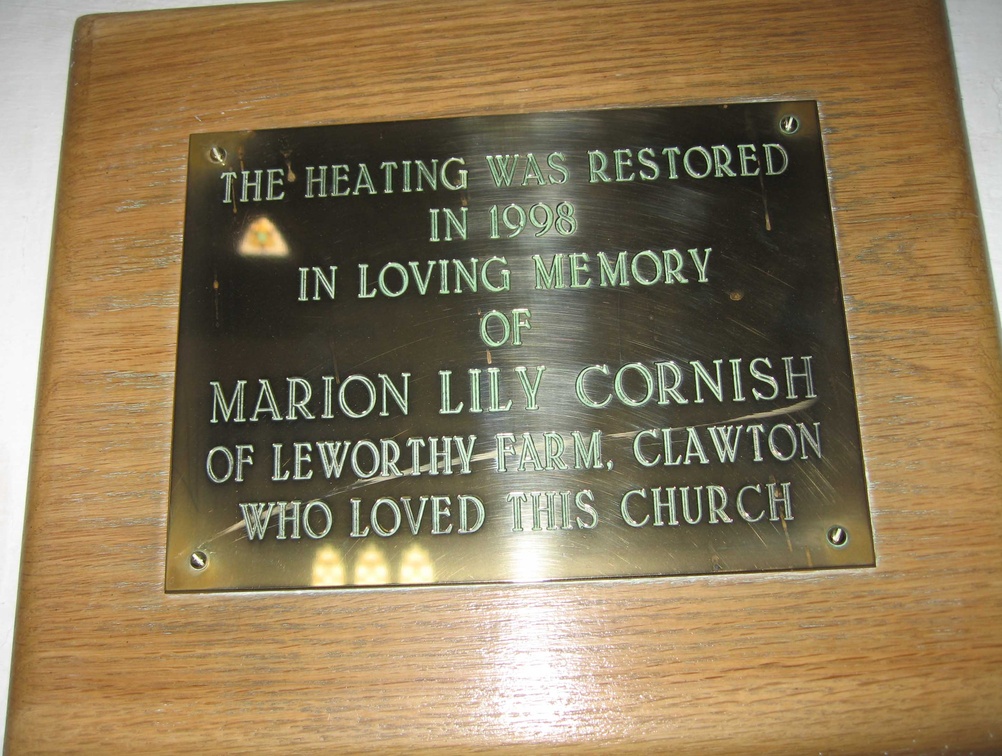 THE HEATING WAS RESTORED
IN 1998
IN LOVING MEMORY
OF
MARION LILY CORNISH
OF LEWORTHY FARM, CLAWTON
WHO LOVED THIS CHURCH